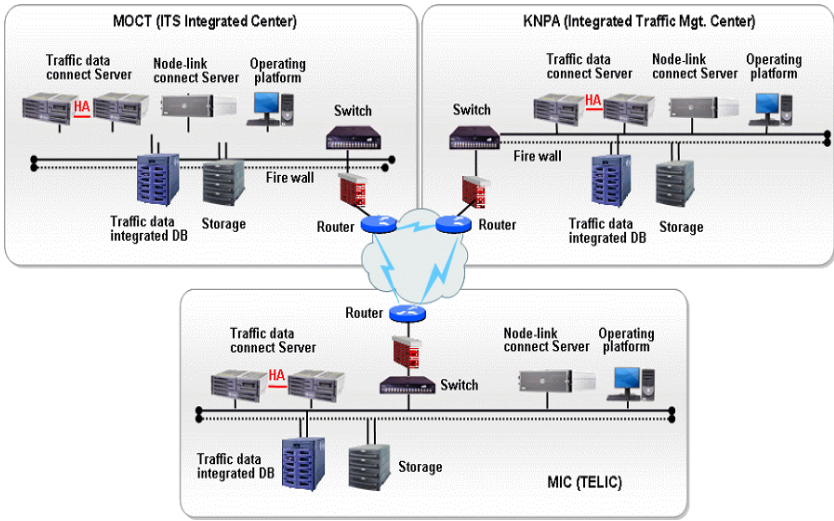 MOCT (ITS Integrated Center)
Traffic data
connect Server
Node-link
connect Server
Operating
platform
HA
Switch
Fire wall
Traffic data
integrated DB
Storage
Router
KNPA (Integrated Traffic Mgt. Center)
Traffic data
connect Server
Node-link
connect Server
Operating
platform
HA
Switch
Fire wall
Router
Traffic data
integrated DB
Storage
Router
Traffic data
connect Server
Node-link
connect Server
Operating
platform
HA
Switch
Traffic data
integrated DB
Storage
MIC (TELIC)